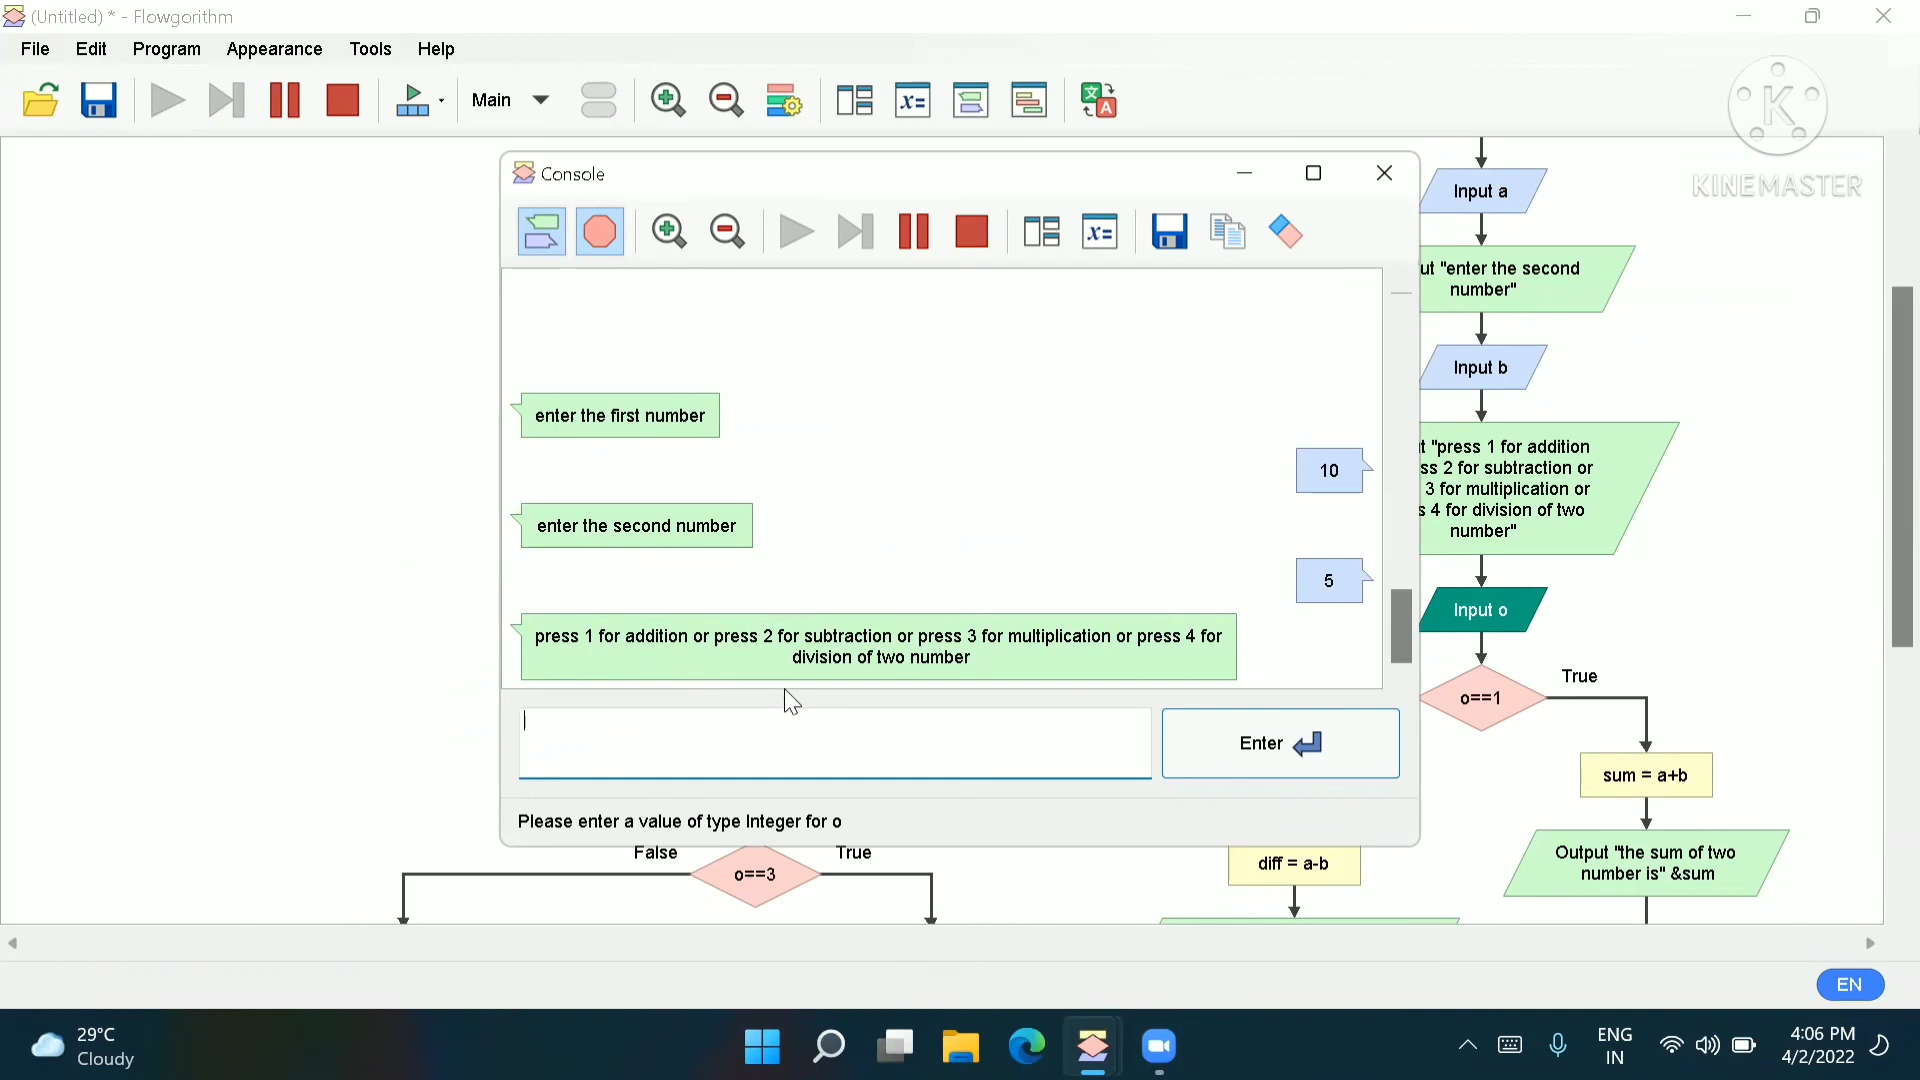 (Untitled) * - Flowgorithm
File Edit Program Appearance Tools Help
Main
K
KINEMASTER
Console
Input a
ut "enter the second
number"
Input b
"press 1 for addition
ss 2 for subtraction or
3 for multiplication or
s 4 for division of two
number"
Input o
o==1
True
sum = a+b
Output "the sum of two
number is" &sum
enter the first number
10
enter the second number
5
press 1 for addition or press 2 for subtraction or press 3 for multiplication or press 4 for
division of two number
Enter
Please enter a value of type Integer for o
False
True
o==3
diff = a-b
EN
29°C
Cloudy
ENG
IN
4:06 PM
4/2/2022